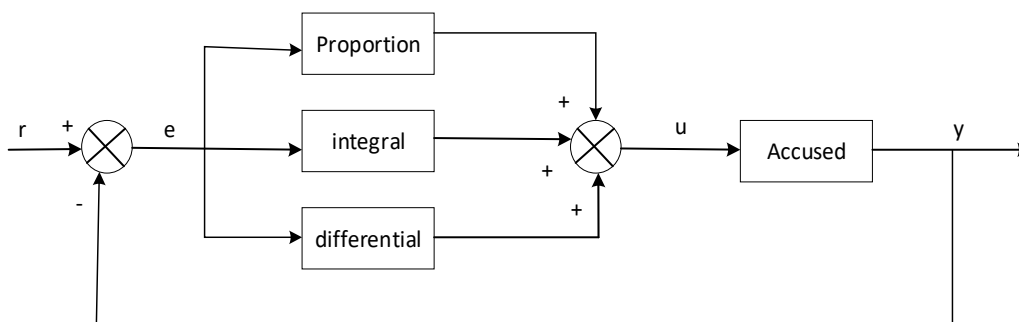 Proportion
r
+
e
integral
+
+
u
Accused
y
-
differential
+